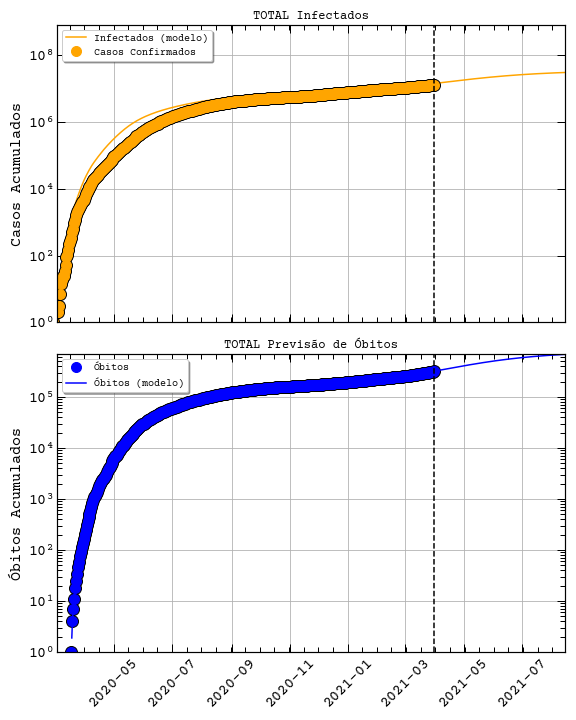 TOTAL Infectados
Infectados (modelo)
Casos Confirmados
Casos Acumulados
10^8
10^6
10^4
10^2
10^0
TOTAL Previsão de Óbitos
Óbitos
Óbitos (modelo)
Óbitos Acumulados
10^5
10^4
10^3
10^2
10^1
10^0
2020-05 2020-07 2020-09 2020-11 2021-01 2021-03 2021-05 2021-07